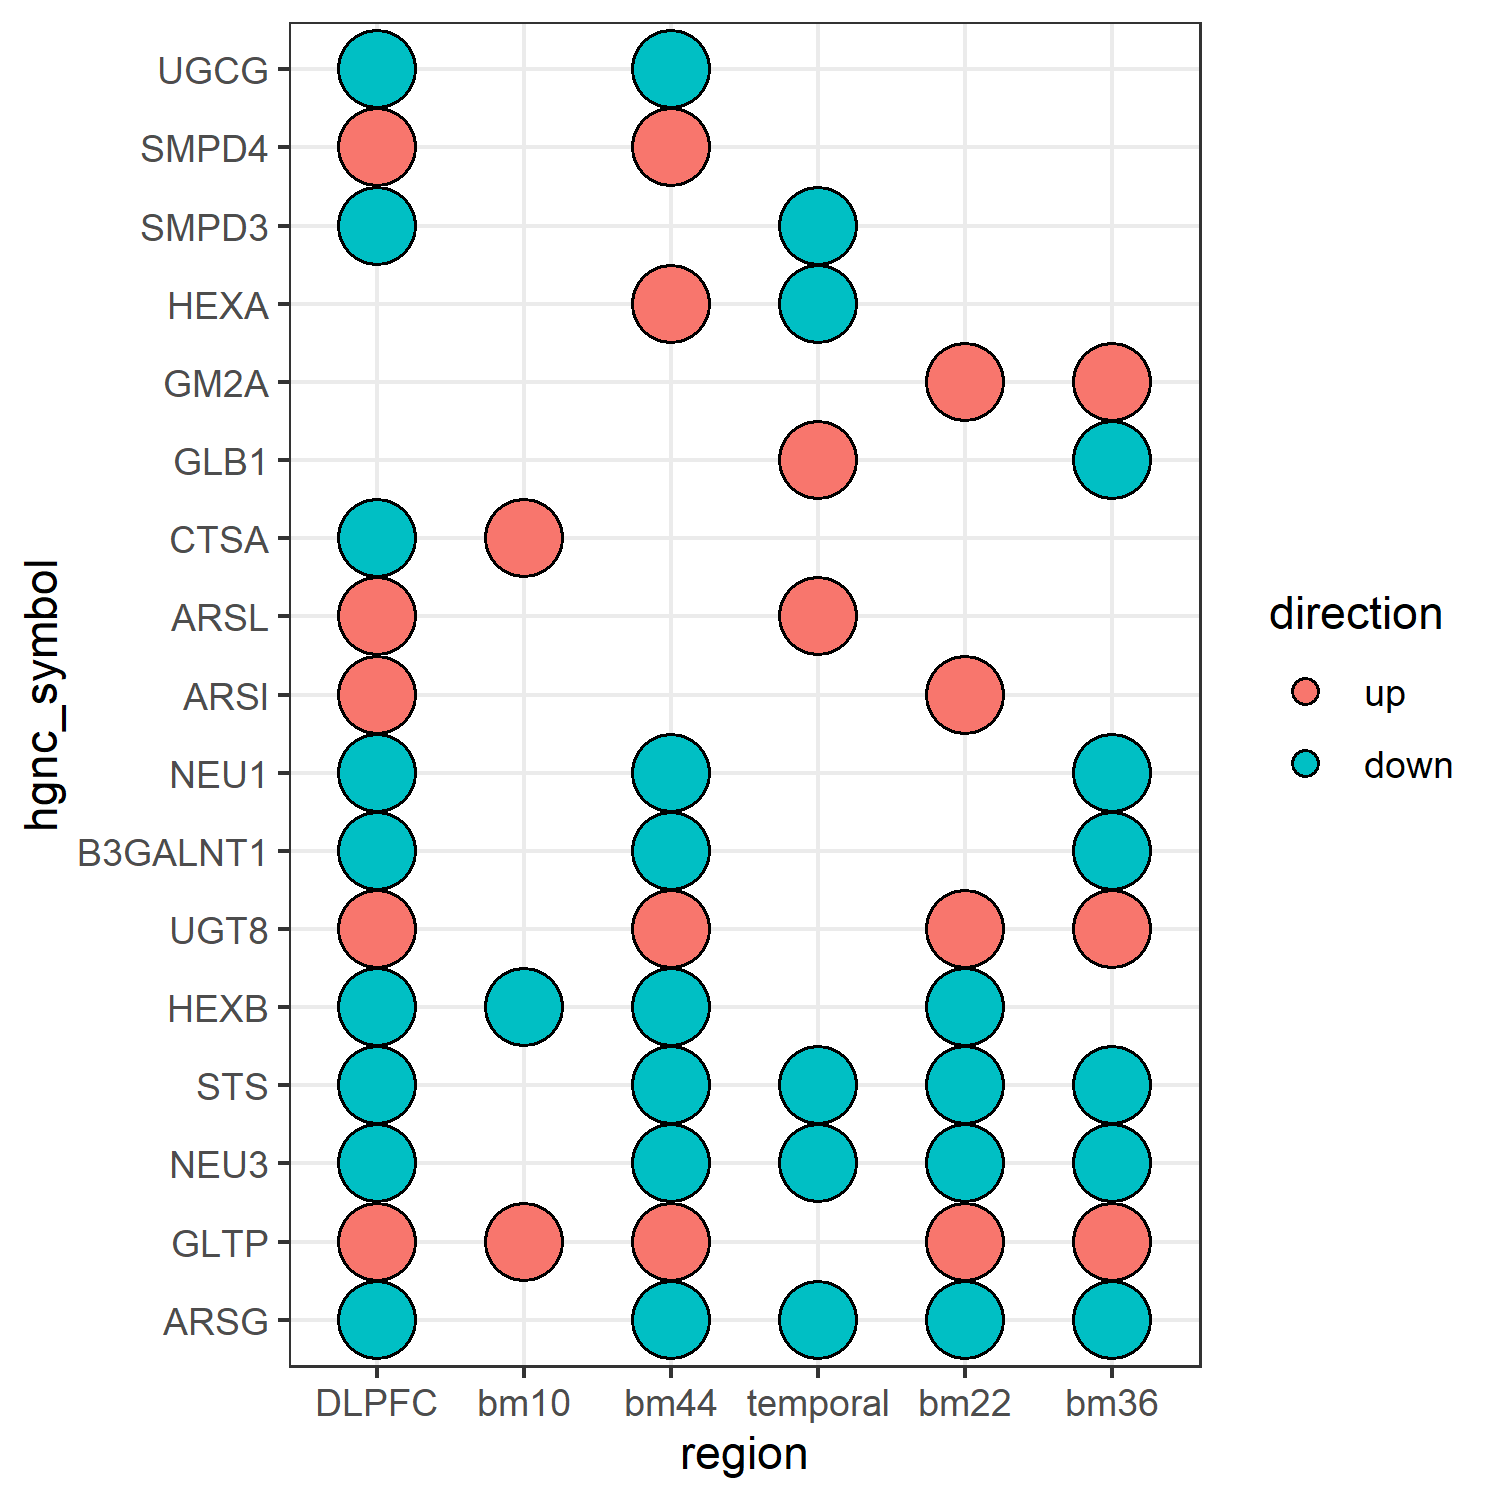 UGCG
SMPD4
SMPD3
HEXA
GM2A
GLB1
CTSA
ARSL
ARSI
NEU1
B3GALNT1
UGT8
HEXB
STS
NEU3
GLTP
ARSG
hgnc_symbol
DLPFC bm10 bm44 temporal bm22 bm36
region
direction
up
down